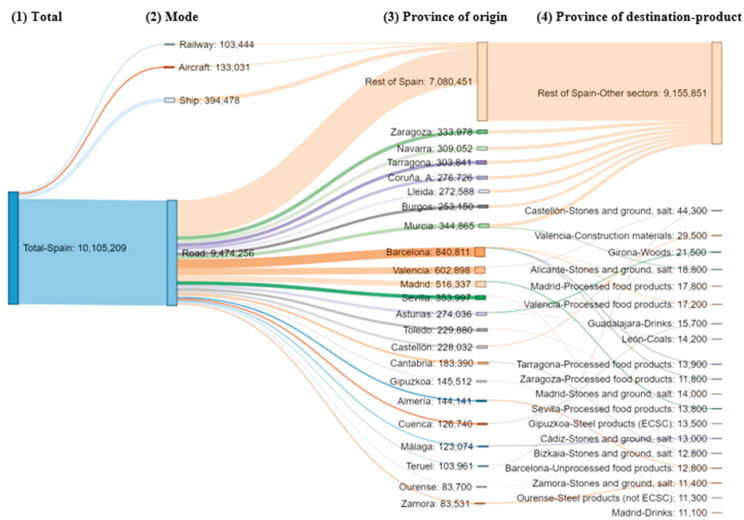 (1) Total
(2) Mode
(3) Province of origin
(4) Province of destination-product
Total-Spain: 10,105,209
Railway: 103,444
Aircraft: 133,031
Ship: 394,478
Road: 9,474,256
Rest of Spain: 7,080,451
Zaragoza: 333,978
Navarra: 309,052
Tarragona: 303,841
Coruña, A: 276,726
Lleida: 272,588
Burgos: 253,150
Murcia: 344,865
Barcelona: 840,811
Valencia: 602,898
Madrid: 516,337
Sevilla: 353,997
Asturias: 274,036
Toledo: 229,880
Castellón: 228,032
Cantabria: 183,390
Gipuzkoa: 145,512
Almería: 144,141
Cuenca: 126,740
Málaga: 123,074
Teruel: 103,961
Ourense: 83,700
Zamora: 83,531
Rest of Spain-Other sectors: 9,155,851
Castellón-Stones and ground, salt: 44,300
Valencia-Construction materials: 29,500
Girona-Woods: 21,500
Alicante-Stones and ground, salt: 18,800
Madrid-Processed food products: 17,800
Valencia-Processed food products: 17,200
Guadalajara-Drinks: 15,700
León-Coals: 14,200
Tarragona-Processed food products: 13,900
Zaragoza-Processed food products: 11,800
Madrid-Stones and ground, salt: 14,000
Sevilla-Processed food products: 13,800
Gipuzkoa-Steel products (ECSC): 13,500
Cádiz-Stones and ground, salt: 13,000
Bizkaia-Stones and ground, salt: 12,800
Barcelona-Unprocessed food products: 12,800
Zamora-Stones and ground, salt: 11,400
Ourense-Steel products (not ECSC): 11,300
Madrid-Drinks: 11,100